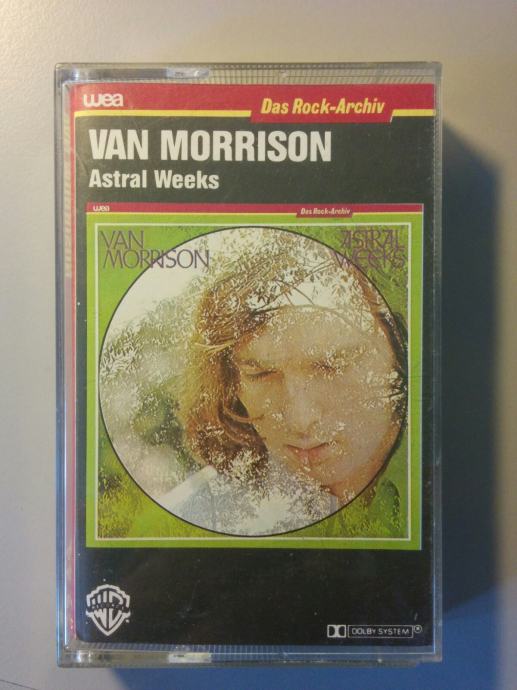 wea
Das Rock-Archiv
VAN MORRISON
Astral Weeks
wea
Das Rock-Archiv
VAN
MORRISON
ASTRAL
WEEKS
DOLBY SYSTEM®